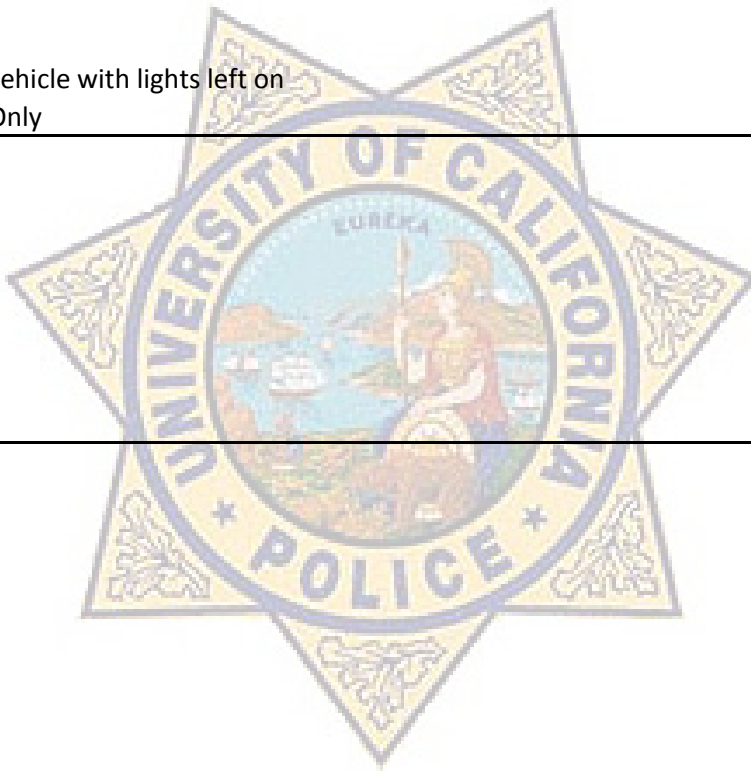 ehicle with lights left on
Only
UNIVERSITY OF CALIFORNIA
EUREKA
* POLICE *